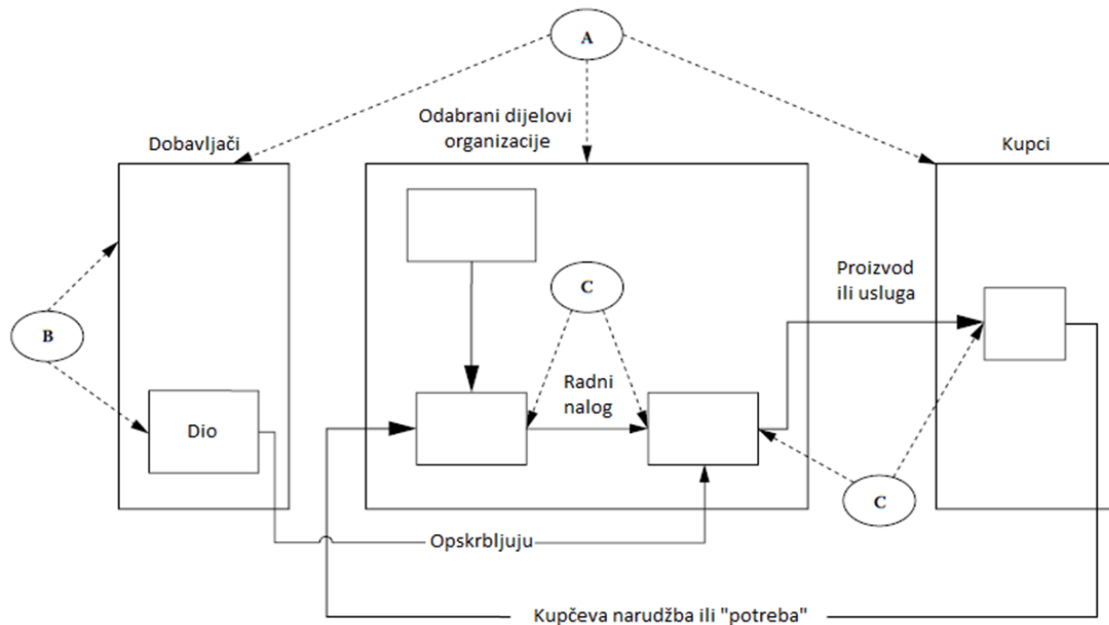 A
Odabrani dijelovi
organizacije
Dobavljači
Kupci
Proizvod
ili usluga
C
B
Radni
nalog
Dio
C
Opskrbljuju
Kupčeva narudžba ili "potreba"